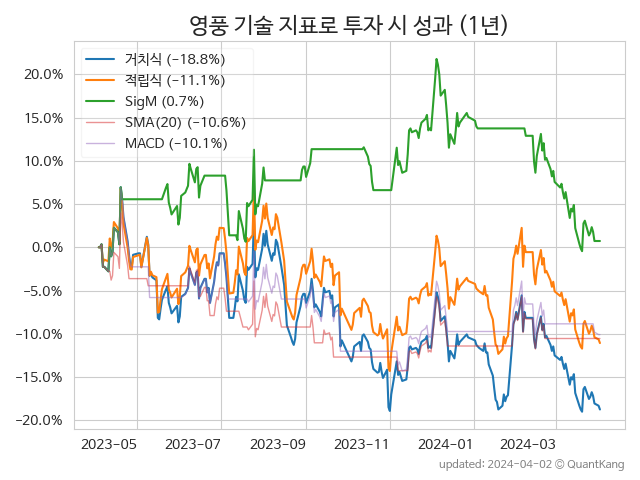 영풍 기술 지표로 투자 시 성과 (1년)
거치식 (−18.8%)
적립식 (−11.1%)
SigM (0.7%)
SMA(20) (−10.6%)
MACD (−10.1%)
20.0%
15.0%
10.0%
5.0%
0.0%
−5.0%
−10.0%
−15.0%
−20.0%
2023-05 2023-07 2023-09 2023-11 2024-01 2024-03
updated: 2024-04-02 © QuantKang